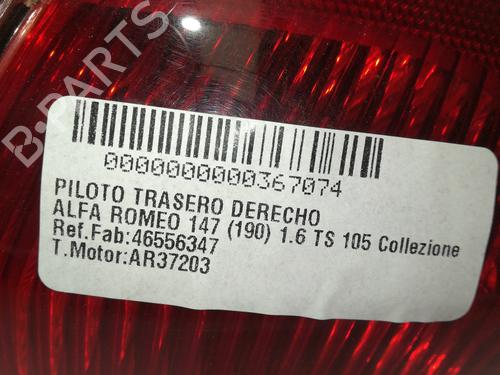 B-PARTS
0000000000367074
PILOTO TRASERO DERECHO
ALFA ROMEO 147 (190) 1.6 TS 105 Collezione
Ref.Fab:46556347
T.Motor:AR37203